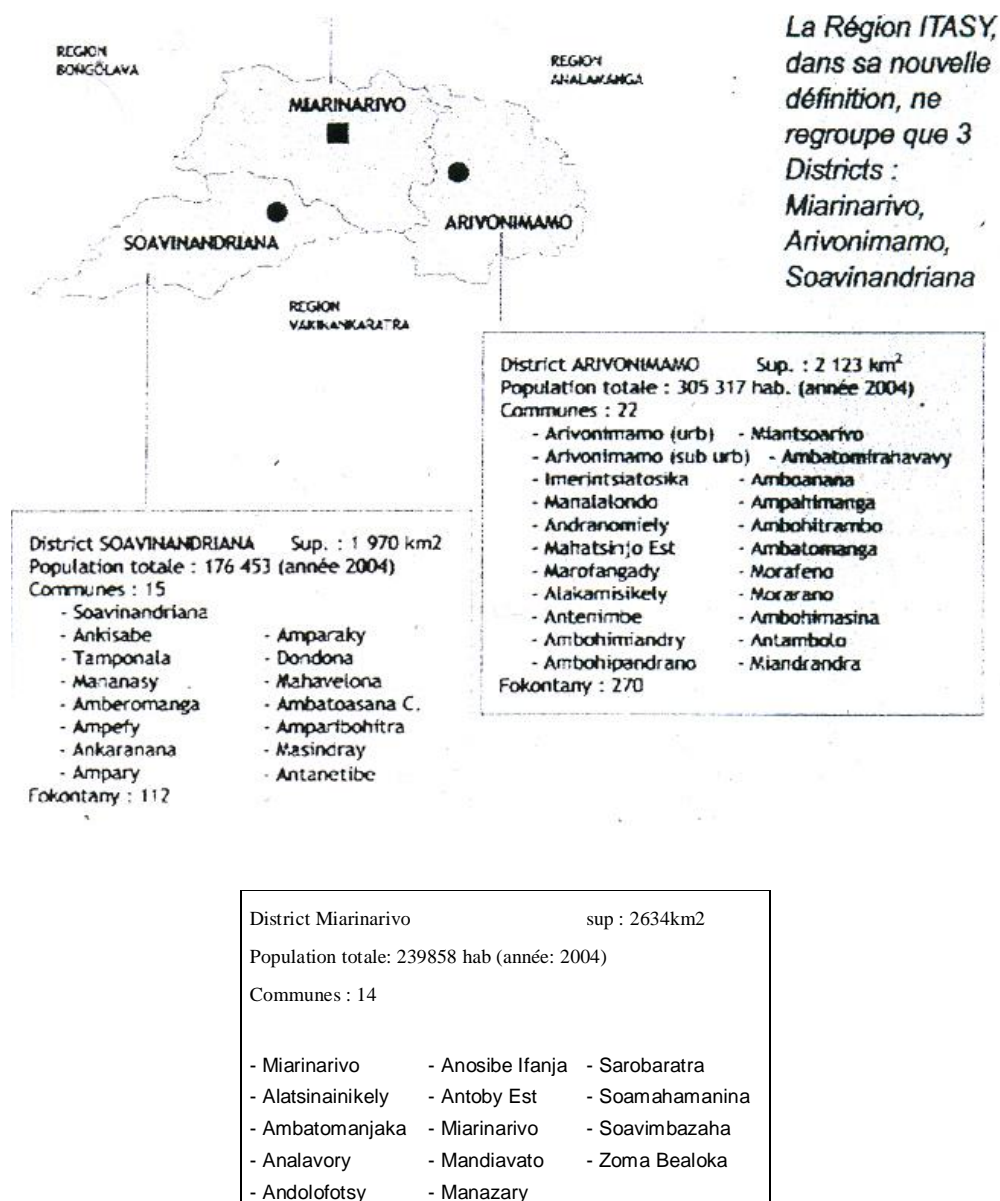 La Région ITASY,
dans sa nouvelle
définition, ne
regroupe que 3
Districts :
Miarinarivo,
Arivonimamo,
Soavinandriana
REGION
BONGOLAVA
REGION
ANALAMANGA
MIARINARIVO
ARIVONIMAMO
SOAVINANDRIANA
REGION
VAKINANKARATRA
District ARIVONIMAMO Sup. : 2 123 km²
Population totale : 305 317 hab. (année 2004)
Communes : 22
- Arivonimamo (urb) - Miantsoarivo
- Arivonimamo (sub urb) - Ambatomirahavavy
- Imerintsiatosika - Amboanana
- Manalalondo - Ampahimanga
- Andranomiely - Ambohitrambo
- Mahatsinjo Est - Ambatomanga
- Marofangady - Morafeno
- Alakamisikely - Morarano
- Antenimbe - Ambohimasina
- Ambohimiandry - Antambolo
- Ambohipandrano - Miandrandra
Fokontany : 270
District SOAVINANDRIANA Sup. : 1 970 km2
Population totale : 176 453 (année 2004)
Communes : 15
- Soavinandriana
- Ankisabe - Amparaky
- Tamponala - Dondona
- Mananasy - Mahavelona
- Amberomanga - Ambatoasana C.
- Ampefy - Amparibohitra
- Ankaranana - Masindray
- Ampary - Antanetibe
Fokontany : 112
District Miarinarivo sup : 2634km2
Population totale: 239858 hab (année: 2004)
Communes : 14
- Miarinarivo - Anosibe Ifanja - Sarobaratra
- Alatsinainikely - Antoby Est - Soamahamanina
- Ambatomanjaka - Miarinarivo - Soavimbazaha
- Analavory - Mandiavato - Zoma Bealoka
- Andolofotsy - Manazary